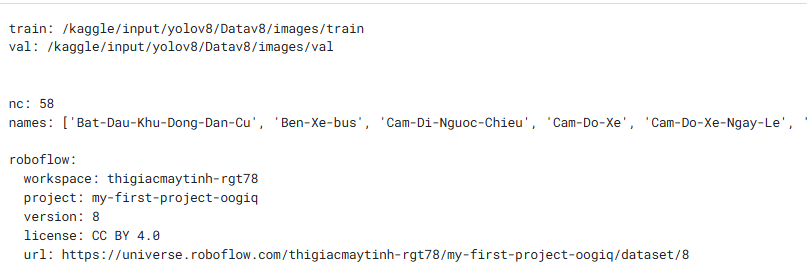 train: /kaggle/input/yolov8/Datav8/images/train
val: /kaggle/input/yolov8/Datav8/images/val
nc: 58
names: ['Bat-Dau-Khu-Dong-Dan-Cu', 'Ben-Xe-bus', 'Cam-Di-Nguoc-Chieu', 'Cam-Do-Xe', 'Cam-Do-Xe-Ngay-Le', '
roboflow:
workspace: thigiacmaytinh-rgt78
project: my-first-project-oogiq
version: 8
license: CC BY 4.0
url: https://universe.roboflow.com/thigiacmaytinh-rgt78/my-first-project-oogiq/dataset/8